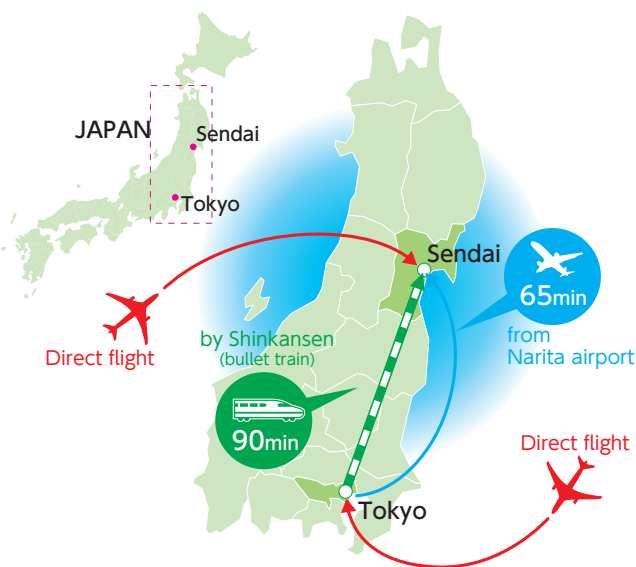 JAPAN
Sendai
Tokyo
Sendai
65min
from
Narita airport
Direct flight
by Shinkansen
(bullet train)
90min
Direct flight
Tokyo